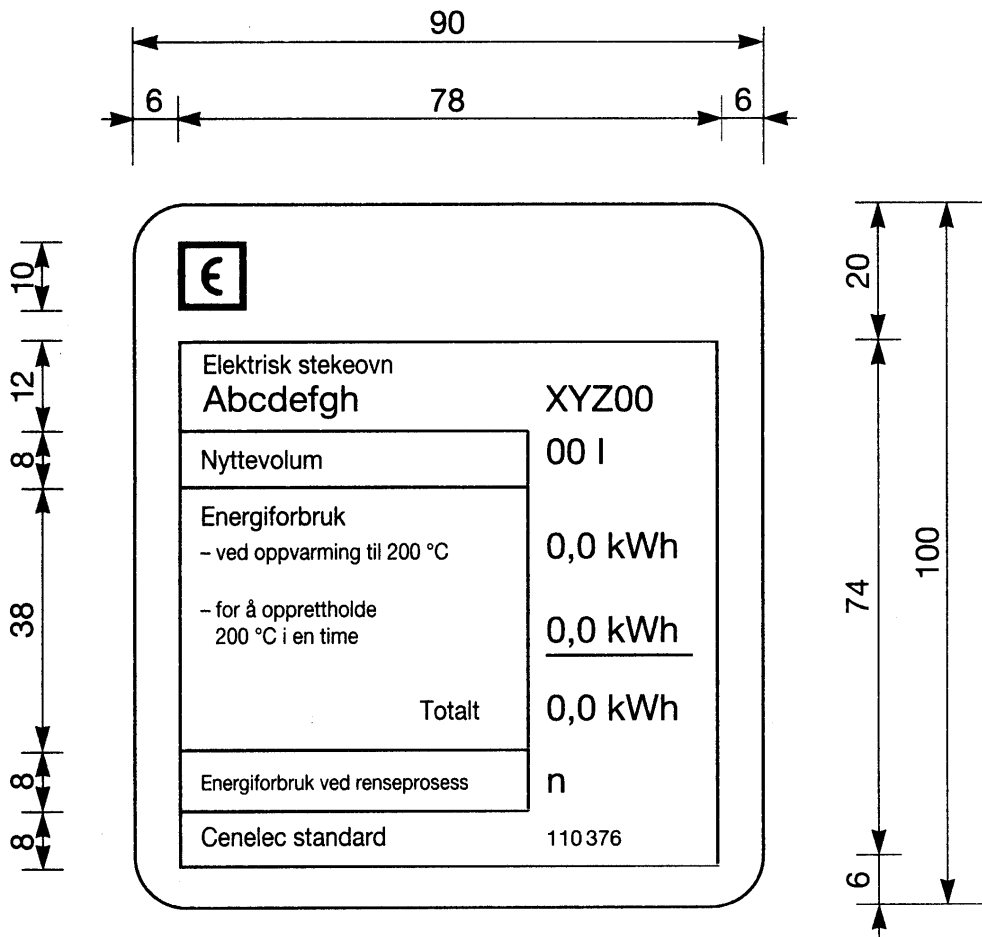 90
6 78 6
10
20
Elektrisk stekeovn
Abcdefgh XYZ00
12
Nyttevolum 00 l
8
Energiforbruk
– ved oppvarming til 200 °C 0,0 kWh
– for å opprettholde
200 °C i en time 0,0 kWh
38
74
100
Totalt 0,0 kWh
Energiforbruk ved renseprosess n
8
Cenelec standard 110 376
8
6